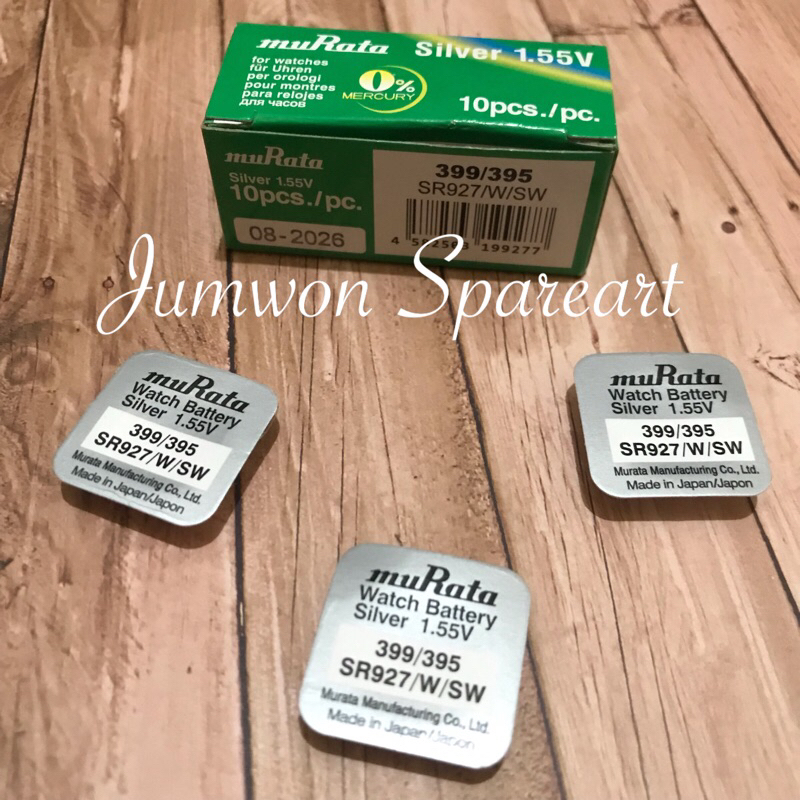 muRata Silver 1.55V
for watches
für Uhren
per orologi
pour montres
para relojes
для часов
0%
MERCURY
10pcs./pc.
muRata
Silver 1.55V
10pcs./pc.
08-2026
399/395
SR927/W/SW
199277
Jumwon Spareart
muRata
Watch Battery
Silver 1.55V
399/395
SR927/W/SW
Murata Manufacturing Co., Ltd.
Made in Japan/Japon
muRata
Watch Battery
Silver 1.55V
399/395
SR927/W/SW
Murata Manufacturing Co., Ltd.
Made in Japan/Japon
muRata
Watch Battery
Silver 1.55V
399/395
SR927/W/SW
Murata Manufacturing Co., Ltd.
Made in Japan/Japon